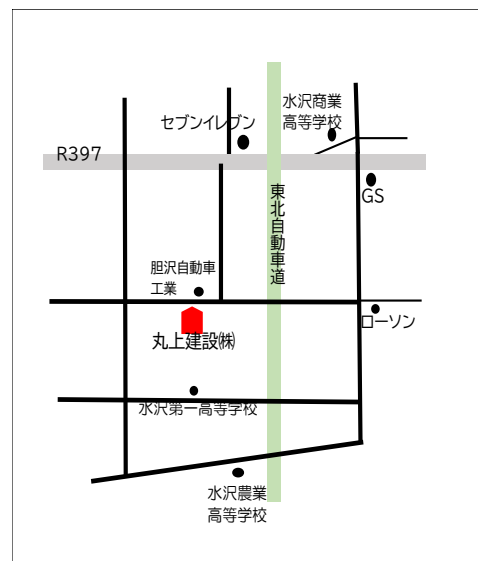 水沢商業
高等学校
セブンイレブン
R397
GS
東北自動車道
胆沢自動車
工業
ローソン
丸上建設㈱
水沢第一高等学校
水沢農業
高等学校